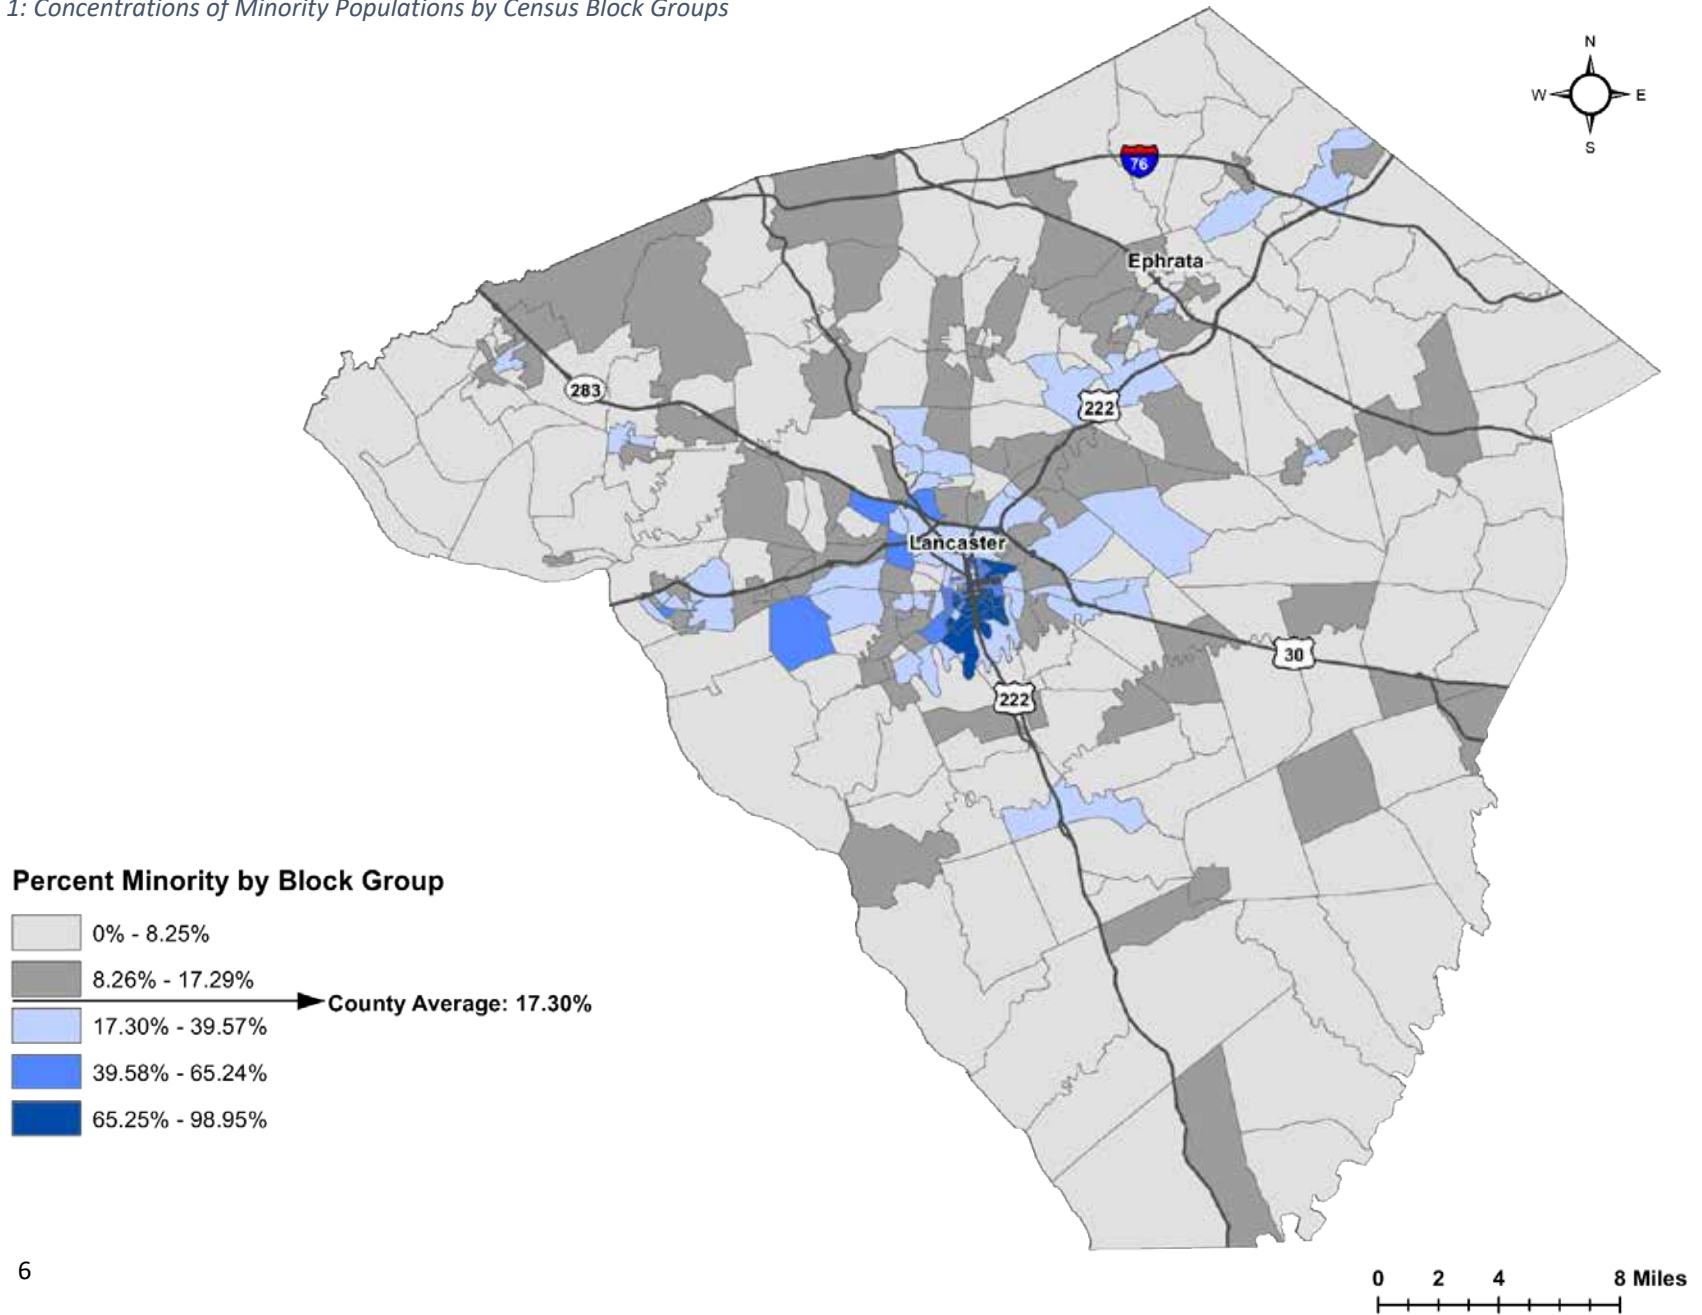 1: Concentrations of Minority Populations by Census Block Groups
N
W E
S
76
Ephrata
283
222
Lancaster
30
222
Percent Minority by Block Group
0% - 8.25%
8.26% - 17.29%
County Average: 17.30%
17.30% - 39.57%
39.58% - 65.24%
65.25% - 98.95%
6
0 2 4 8 Miles